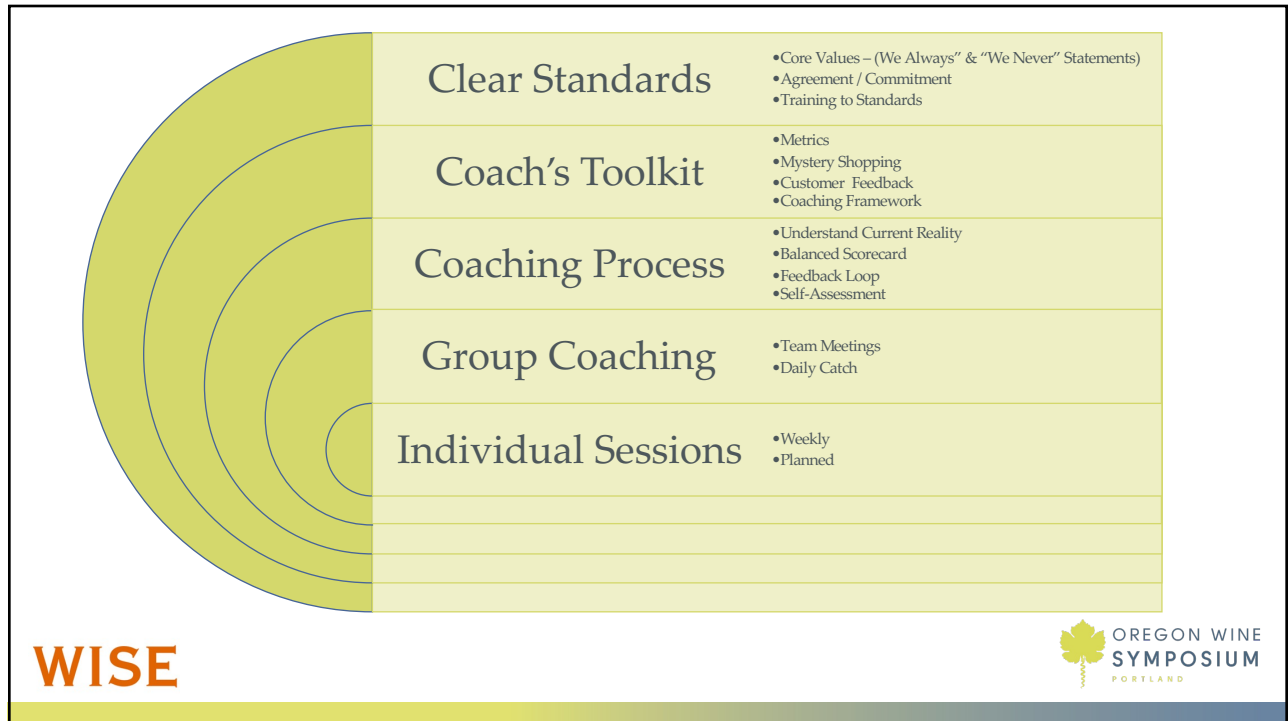 Clear Standards
•Core Values – (We Always” & “We Never” Statements)
•Agreement / Commitment
•Training to Standards
Coach’s Toolkit
•Metrics
•Mystery Shopping
•Customer Feedback
•Coaching Framework
Coaching Process
•Understand Current Reality
•Balanced Scorecard
•Feedback Loop
•Self-Assessment
Group Coaching
•Team Meetings
•Daily Catch
Individual Sessions
•Weekly
•Planned
WISE
OREGON WINE
SYMPOSIUM
PORTLAND